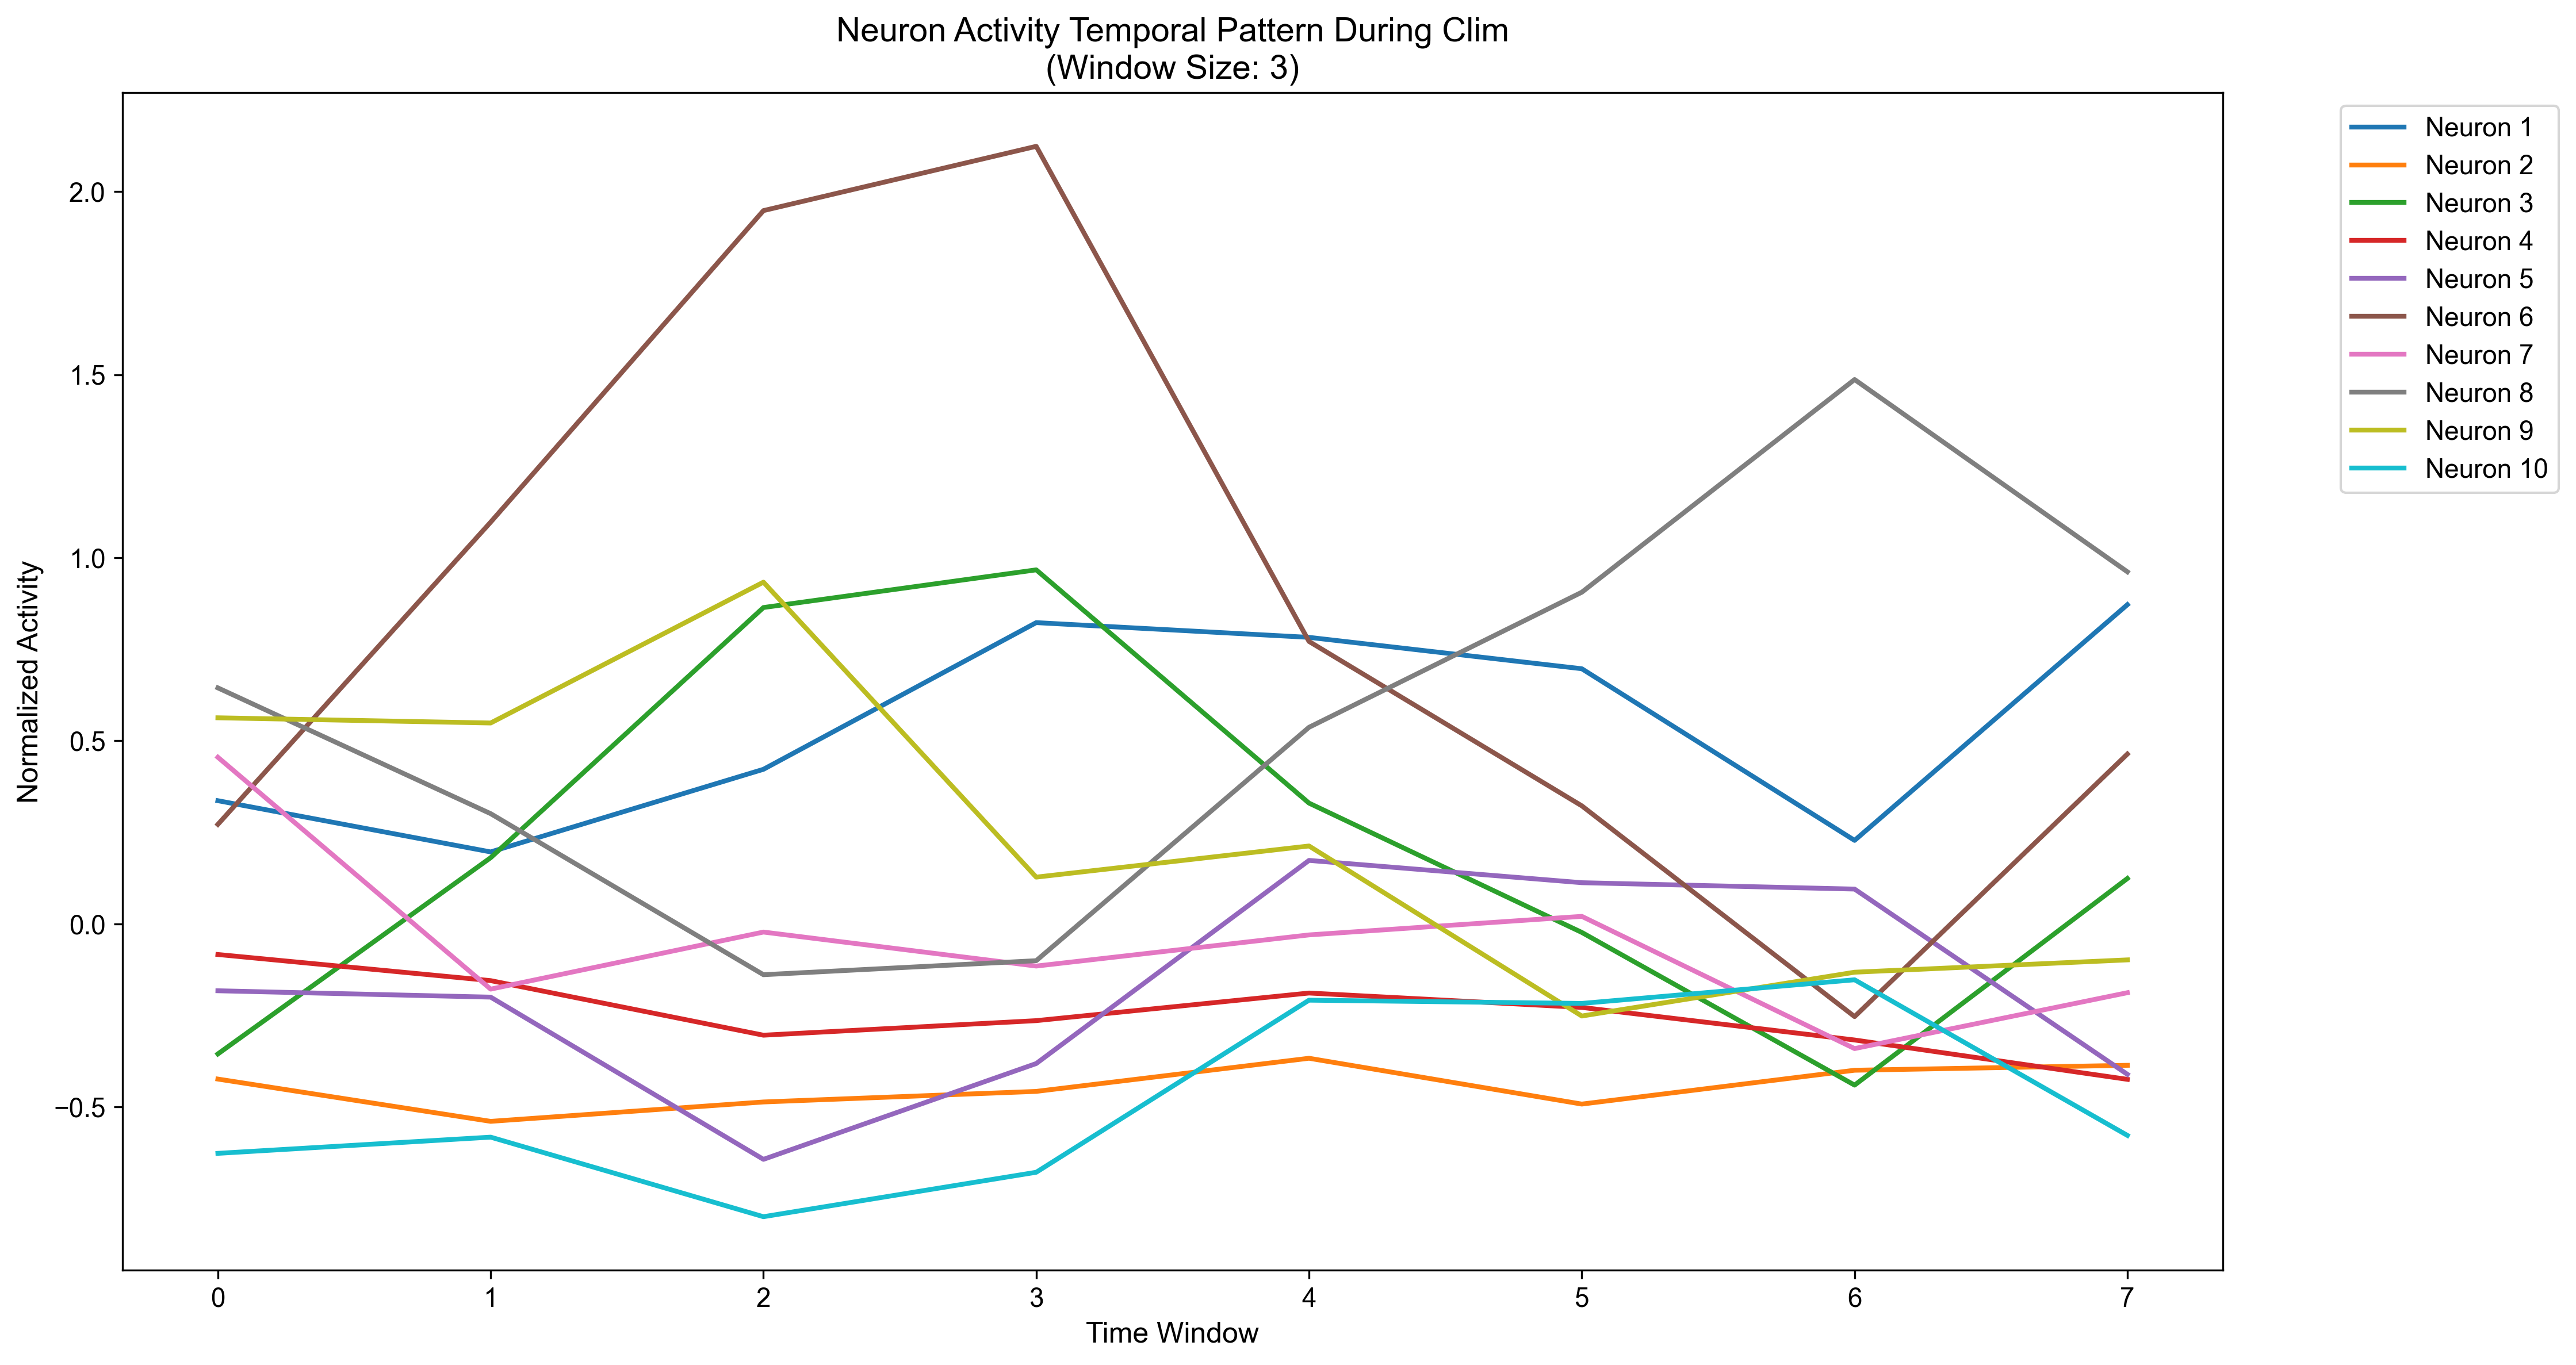 Neuron Activity Temporal Pattern During Clim
(Window Size: 3)
Normalized Activity
2.0
1.5
1.0
0.5
0.0
−0.5
0 1 2 3 4 5 6 7
Time Window
Neuron 1
Neuron 2
Neuron 3
Neuron 4
Neuron 5
Neuron 6
Neuron 7
Neuron 8
Neuron 9
Neuron 10